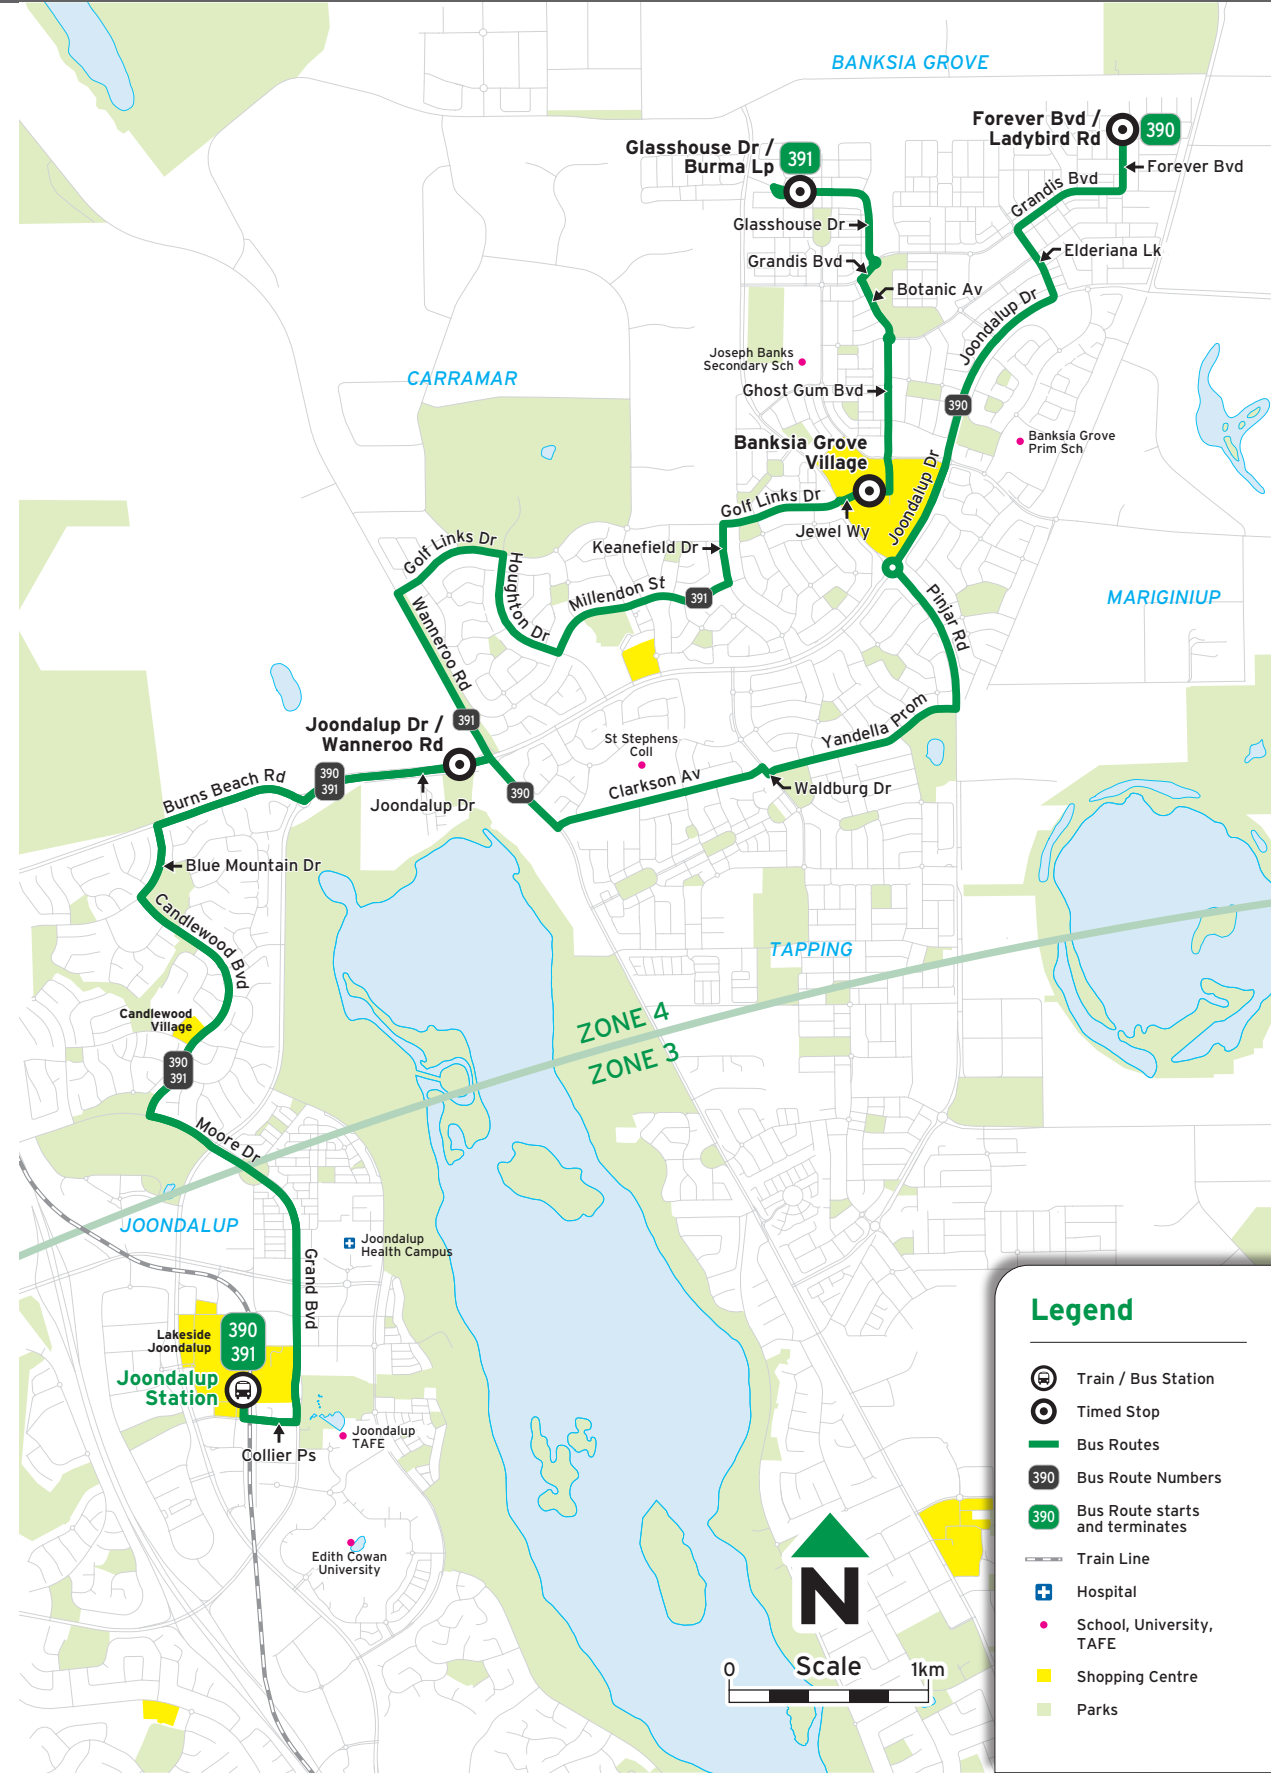 BANKSIA GROVE
Forever Bvd /
Ladybird Rd
390
Forever Bvd
Glasshouse Dr /
Burma Lp
391
Grandis Bvd
Glasshouse Dr
Elderiana Lk
Grandis Bvd
Botanic Av
Joondalup Dr
Joseph Banks
Secondary Sch
CARRAMAR
Ghost Gum Bvd
390
Banksia Grove
Prim Sch
Banksia Grove
Village
Joondalup Dr
Golf Links Dr
Jewel Wy
Golf Links Dr
Keanefield Dr
Houghton Dr
Millendon St
391
Pinjar Rd
MARIGINIUP
Wanneroo Rd
391
Joondalup Dr /
Wanneroo Rd
St Stephens
Coll
Yandella Prom
Burns Beach Rd
390
391
Joondalup Dr
390
Clarkson Av
Waldburg Dr
Blue Mountain Dr
Candlewood Bvd
TAPPING
Candlewood
Village
ZONE 4
ZONE 3
390
391
Moore Dr
JOONDALUP
Joondalup
Health Campus
Grand Bvd
Lakeside
Joondalup
390
391
Joondalup
Station
Joondalup
TAFE
Collier Ps
Edith Cowan
University
N
0
Scale
1km
Legend
Train / Bus Station
Timed Stop
Bus Routes
390
Bus Route Numbers
390
Bus Route starts
and terminates
Train Line
Hospital
School, University,
TAFE
Shopping Centre
Parks